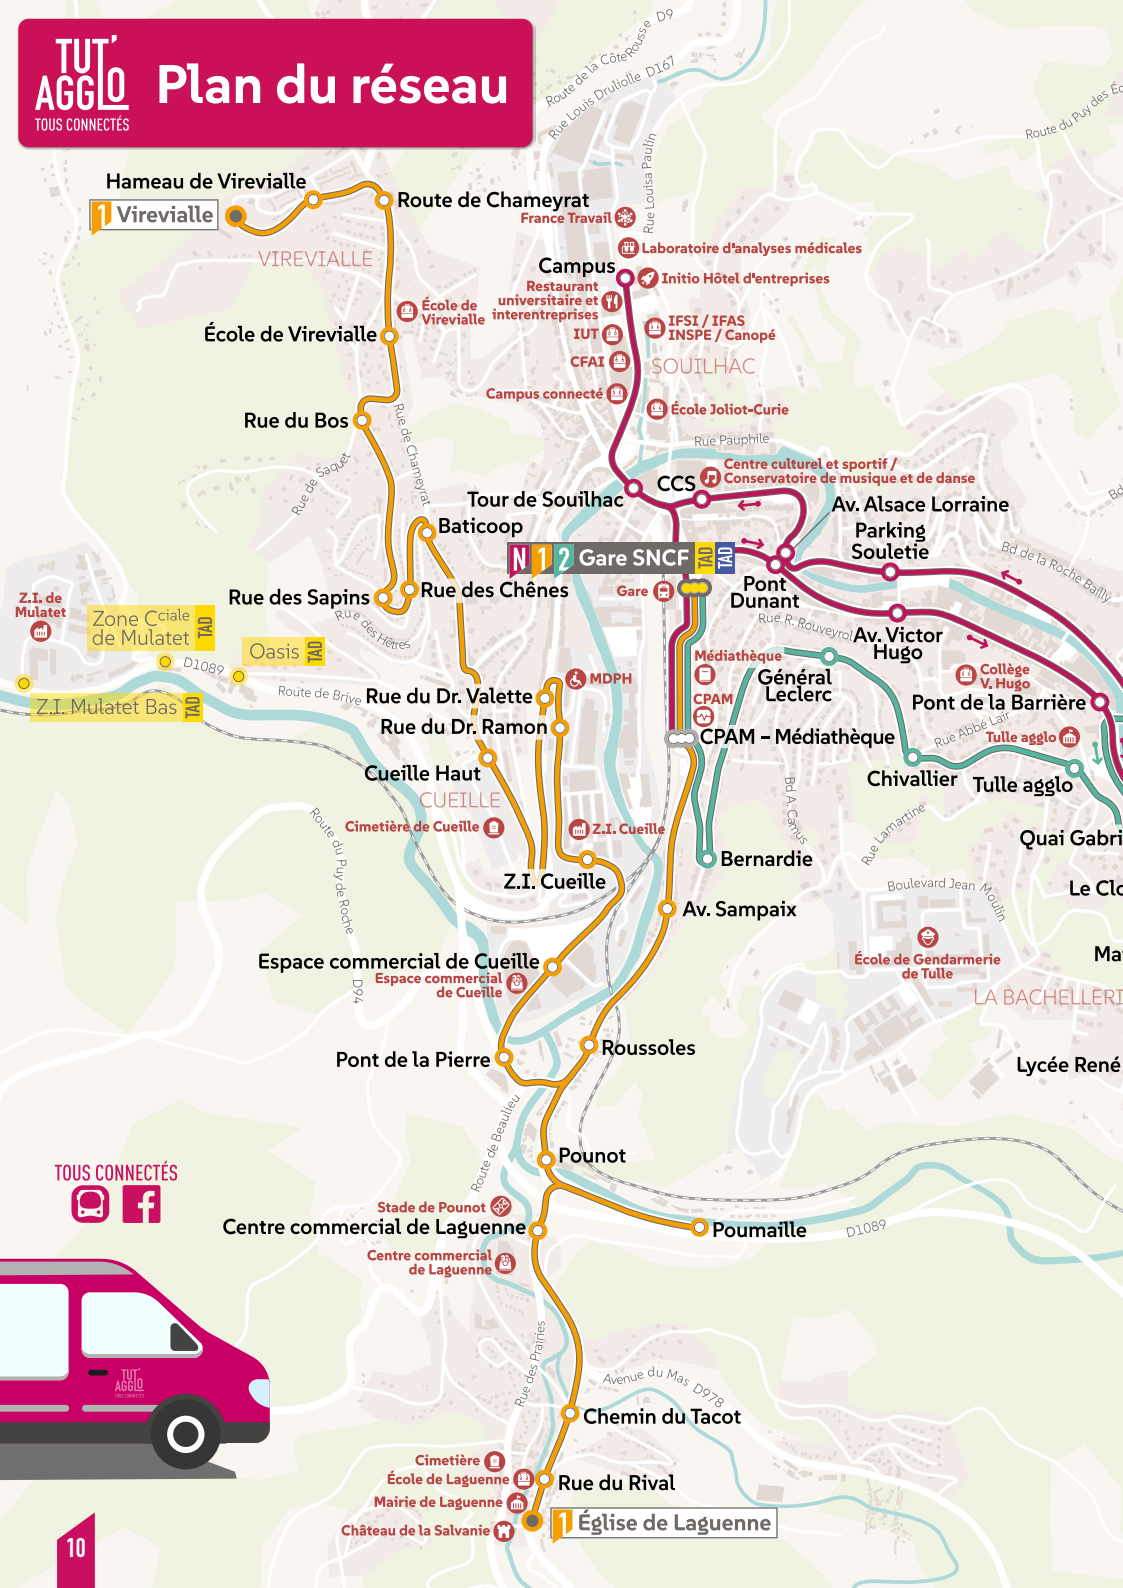 TUT'
AGGLO
TOUS CONNECTÉS
Plan du réseau
Route de la Côte Rousse D9
Rue Louis Druliolle D167
Rue Louisa Paulin
Hameau de Virevialle
1 Virevialle
Route de Chameyrat
VIREVIALLE
France Travail
Laboratoire d'analyses médicales
Campus
Initio Hôtel d'entreprises
Restaurant
universitaire et
interentreprises
École de
Virevialle
École de Virevialle
IUT
IFSI / IFAS
INSPE / Canopé
CFAI
SOUILHAC
Campus connecté
École Joliot-Curie
Rue du Bos
Rue de Chameyrat
Rue de Saquet
Rue Pauphile
Centre culturel et sportif /
Conservatoire de musique et de danse
CCS
Tour de Souilhac
Av. Alsace Lorraine
Baticoop
Parking
Souletie
N 1 2 Gare SNCF TAD TAD
Bd de la Roche Bailly
Gare
Pont
Dunant
Rue des Chênes
Rue des Sapins
Rue des Hêtres
Z.I. de
Mulatet
Zone Cciale
de Mulatet TAD
Oasis TAD
D1089
Z.I. Mulatet Bas TAD
Route de Brive
Rue R. Rouveyrol
Av. Victor
Hugo
Médiathèque
Général
Leclerc
Collège
V. Hugo
MDPH
CPAM
Rue du Dr. Valette
Pont de la Barrière
Rue du Dr. Ramon
CPAM – Médiathèque
Rue Abbé Lair
Tulle agglo
Cueille Haut
Chivallier
Tulle agglo
CUEILLE
Bd A. Camus
Rue Lamartine
Cimetière de Cueille
Z.I. Cueille
Quai Gabri
Route du Puy de Roche
Bernardie
Z.I. Cueille
Boulevard Jean Moulin
Le Clo
Av. Sampaix
École de Gendarmerie
de Tulle
Espace commercial de Cueille
Espace commercial
de Cueille
D94
LA BACHELLERI
Pont de la Pierre
Roussoles
Lycée René
Route de Beaulieu
Pounot
TOUS CONNECTÉS
Stade de Pounot
Centre commercial de Laguenne
Poumaille
D1089
Centre commercial
de Laguenne
TUT'
AGGLO
Rue des Prairies
Avenue du Mas D978
Chemin du Tacot
Cimetière
École de Laguenne
Rue du Rival
Mairie de Laguenne
Château de la Salvanie
1 Église de Laguenne
10